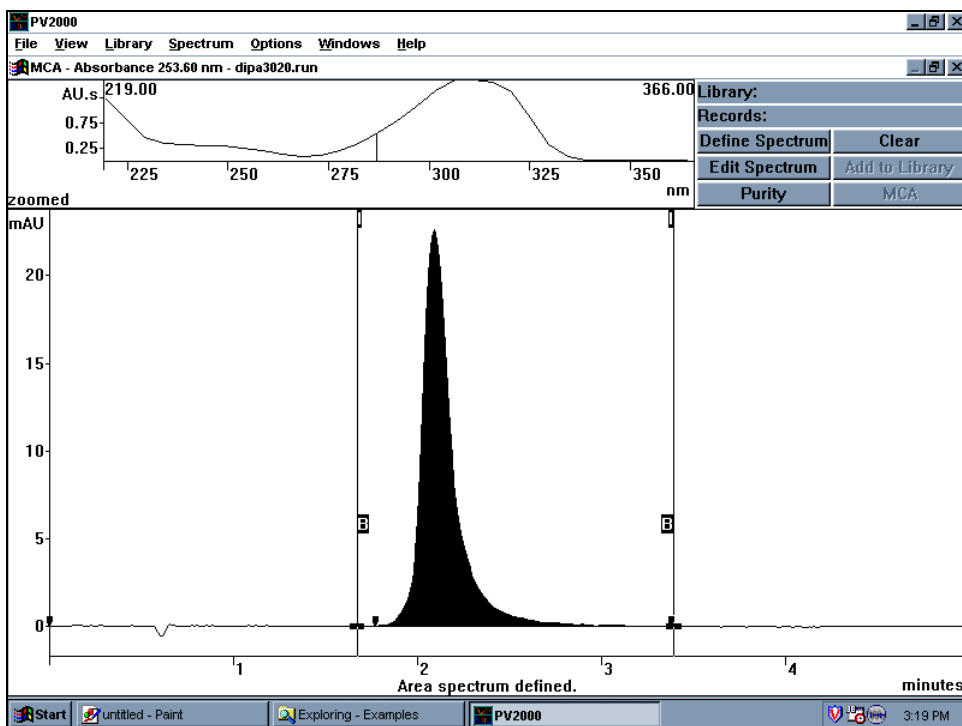 PV2000
File View Library Spectrum Options Windows Help
MCA - Absorbance 253.60 nm - dipa3020.run
AU.s
219.00
366.00
0.75
0.25
225
250
275
300
325
350
nm
zoomed
Library:
Records:
Define Spectrum
Clear
Edit Spectrum
Add to Library
Purity
MCA
mAU
20
15
10
5
0
B
B
1
2
3
4
Area spectrum defined.
minutes
Start
untitled - Paint
Exploring - Examples
PV2000
3:19 PM